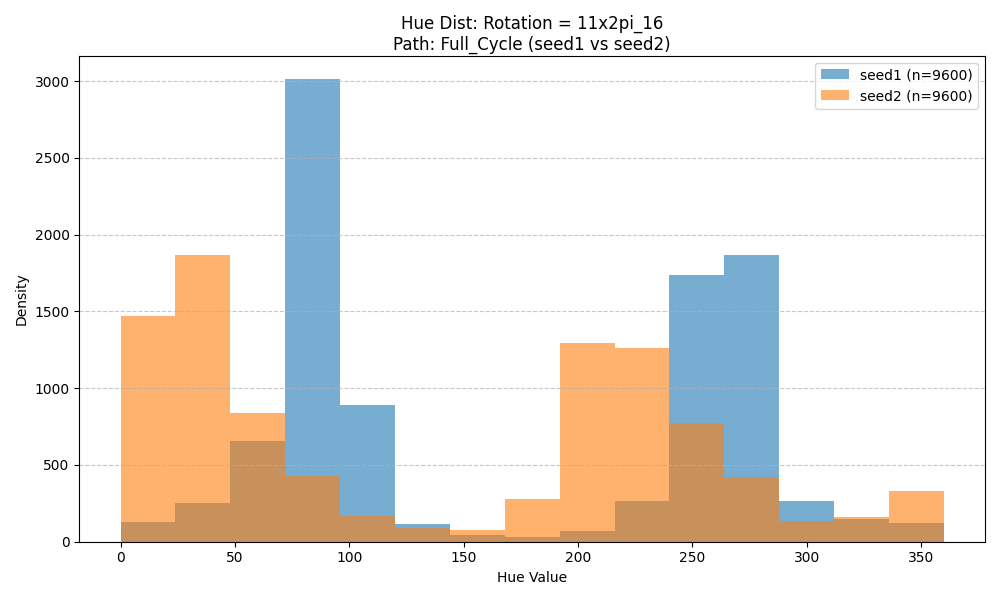 Hue Dist: Rotation = 11x2pi_16
Path: Full_Cycle (seed1 vs seed2)
seed1 (n=9600)
seed2 (n=9600)
Density
3000
2500
2000
1500
1000
500
0
0 50 100 150 200 250 300 350
Hue Value